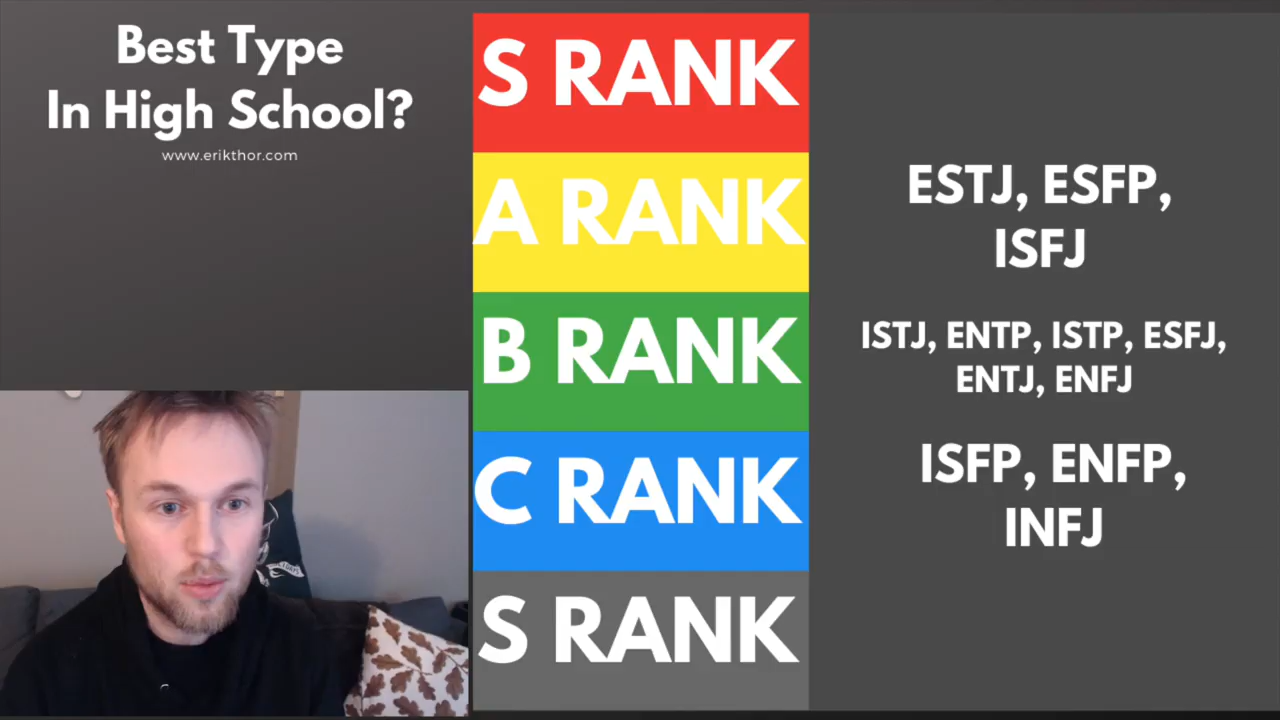 Best Type
In High School?
www.erikthor.com
S RANK
A RANK
ESTJ, ESFP,
ISFJ
B RANK
ISTJ, ENTP, ISTP, ESFJ,
ENTJ, ENFJ
C RANK
ISFP, ENFP,
INFJ
S RANK